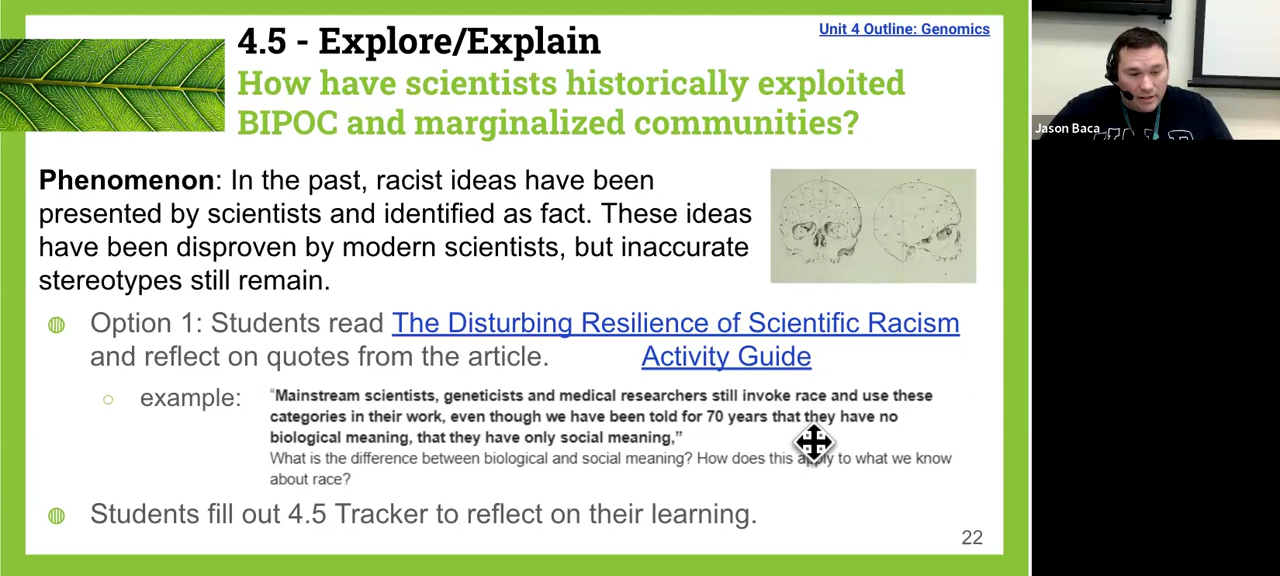 4.5 - Explore/Explain
Unit 4 Outline: Genomics
How have scientists historically exploited
BIPOC and marginalized communities?
Jason Baca
Phenomenon: In the past, racist ideas have been
presented by scientists and identified as fact. These ideas
have been disproven by modern scientists, but inaccurate
stereotypes still remain.
Option 1: Students read The Disturbing Resilience of Scientific Racism
and reflect on quotes from the article. Activity Guide
example:
“Mainstream scientists, geneticists and medical researchers still invoke race and use these
categories in their work, even though we have been told for 70 years that they have no
biological meaning, that they have only social meaning,”
What is the difference between biological and social meaning? How does this apply to what we know
about race?
Students fill out 4.5 Tracker to reflect on their learning.
22